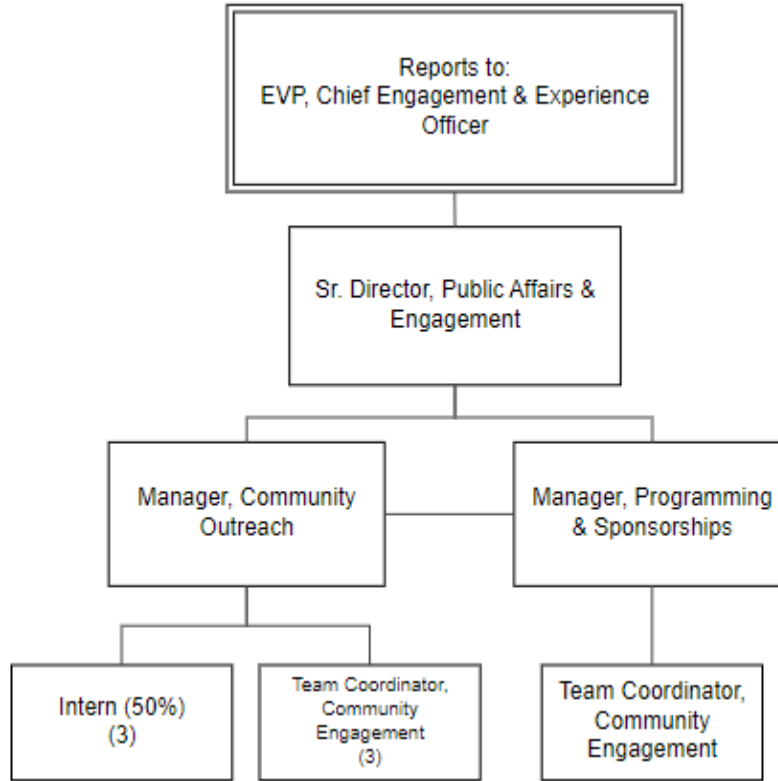 Reports to:
EVP, Chief Engagement & Experience
Officer
Sr. Director, Public Affairs &
Engagement
Manager, Community
Outreach
Manager, Programming
& Sponsorships
Intern (50%)
(3)
Team Coordinator,
Community
Engagement
(3)
Team Coordinator,
Community
Engagement